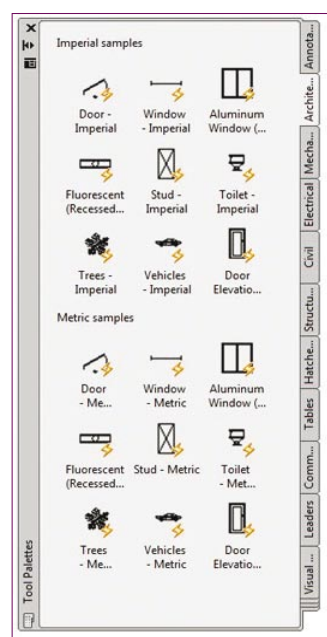 Imperial samples
Door -
Imperial
Window
- Imperial
Aluminum
Window (...
Fluorescent
(Recessed...
Stud -
Imperial
Toilet -
Imperial
Trees -
Imperial
Vehicles
- Imperial
Door
Elevatio...
Metric samples
Door
- Me...
Window
- Metric
Aluminum
Window (...
Fluorescent
(Recessed...
Stud - Metric
Toilet
- Met...
Trees
- Me...
Vehicles
- Metric
Door
Elevatio...
Annota...
Archite...
Mecha...
Electrical
Civil
Structu...
Hatche...
Tables
Comm...
Leaders
Visual ...
Tool Palettes